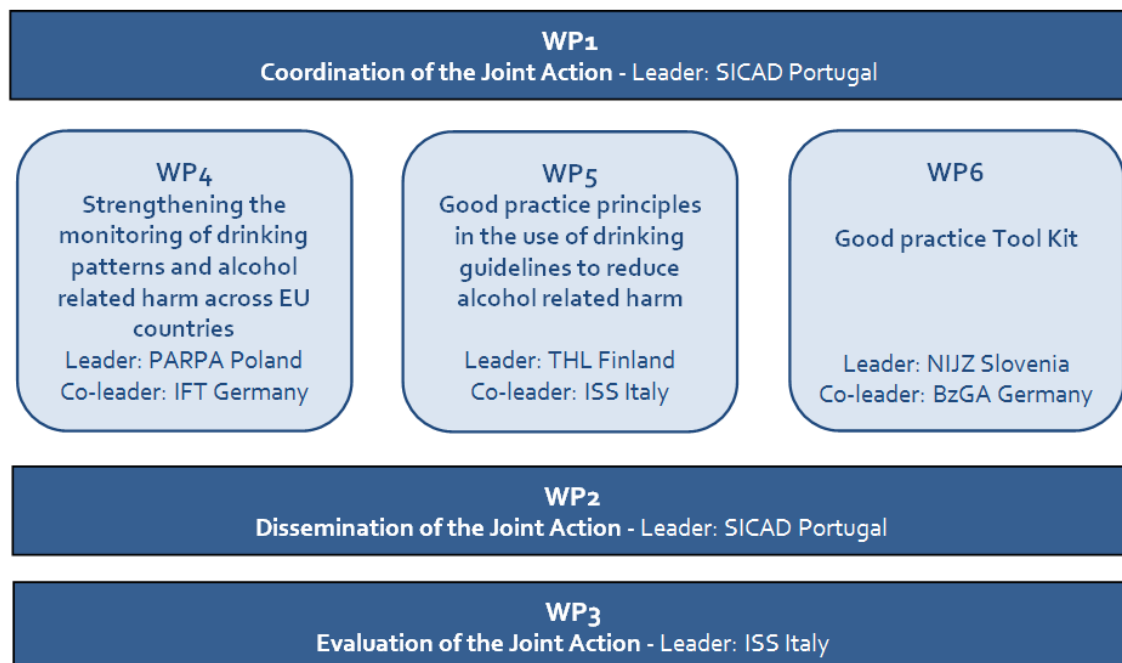 WP1
Coordination of the Joint Action - Leader: SICAD Portugal
WP4
Strengthening the
monitoring of drinking
patterns and alcohol
related harm across EU
countries
Leader: PARPA Poland
Co-leader: IFT Germany
WP5
Good practice principles
in the use of drinking
guidelines to reduce
alcohol related harm
Leader: THL Finland
Co-leader: ISS Italy
WP6
Good practice Tool Kit
Leader: NIJZ Slovenia
Co-leader: BzGA Germany
WP2
Dissemination of the Joint Action - Leader: SICAD Portugal
WP3
Evaluation of the Joint Action - Leader: ISS Italy